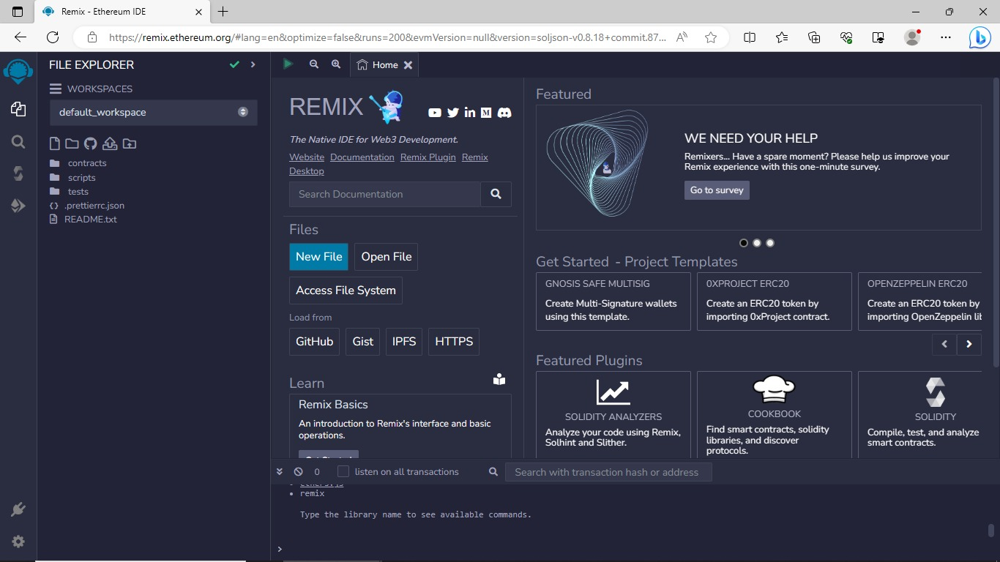 Remix - Ethereum IDE
https://remix.ethereum.org/#lang=en&optimize=false&runs=200&evmVersion=null&version=soljson-v0.8.18+commit.87...
FILE EXPLORER
WORKSPACES
default_workspace
contracts
scripts
tests
.prettierrc.json
README.txt
Home
REMIX
The Native IDE for Web3 Development.
Website Documentation Remix Plugin Remix
Desktop
Search Documentation
Files
New File Open File
Access File System
Load from
GitHub Gist IPFS HTTPS
Learn
Remix Basics
An introduction to Remix's interface and basic
operations.
Featured
WE NEED YOUR HELP
Remixers... Have a spare moment? Please help us improve your
Remix experience with this one-minute survey.
Go to survey
Get Started - Project Templates
GNOSIS SAFE MULTISIG
Create Multi-Signature wallets
using this template.
0XPROJECT ERC20
Create an ERC20 token by
importing 0xProject contract.
OPENZEPPELIN ERC20
Create an ERC20 token by
importing OpenZeppelin lib
Featured Plugins
SOLIDITY ANALYZERS
Analyze your code using Remix,
Solhint and Slither.
COOKBOOK
Find smart contracts, solidity
libraries, and discover
protocols.
SOLIDITY
Compile, test, and analyze
smart contracts.
0 listen on all transactions Search with transaction hash or address
remix
Type the library name to see available commands.
>